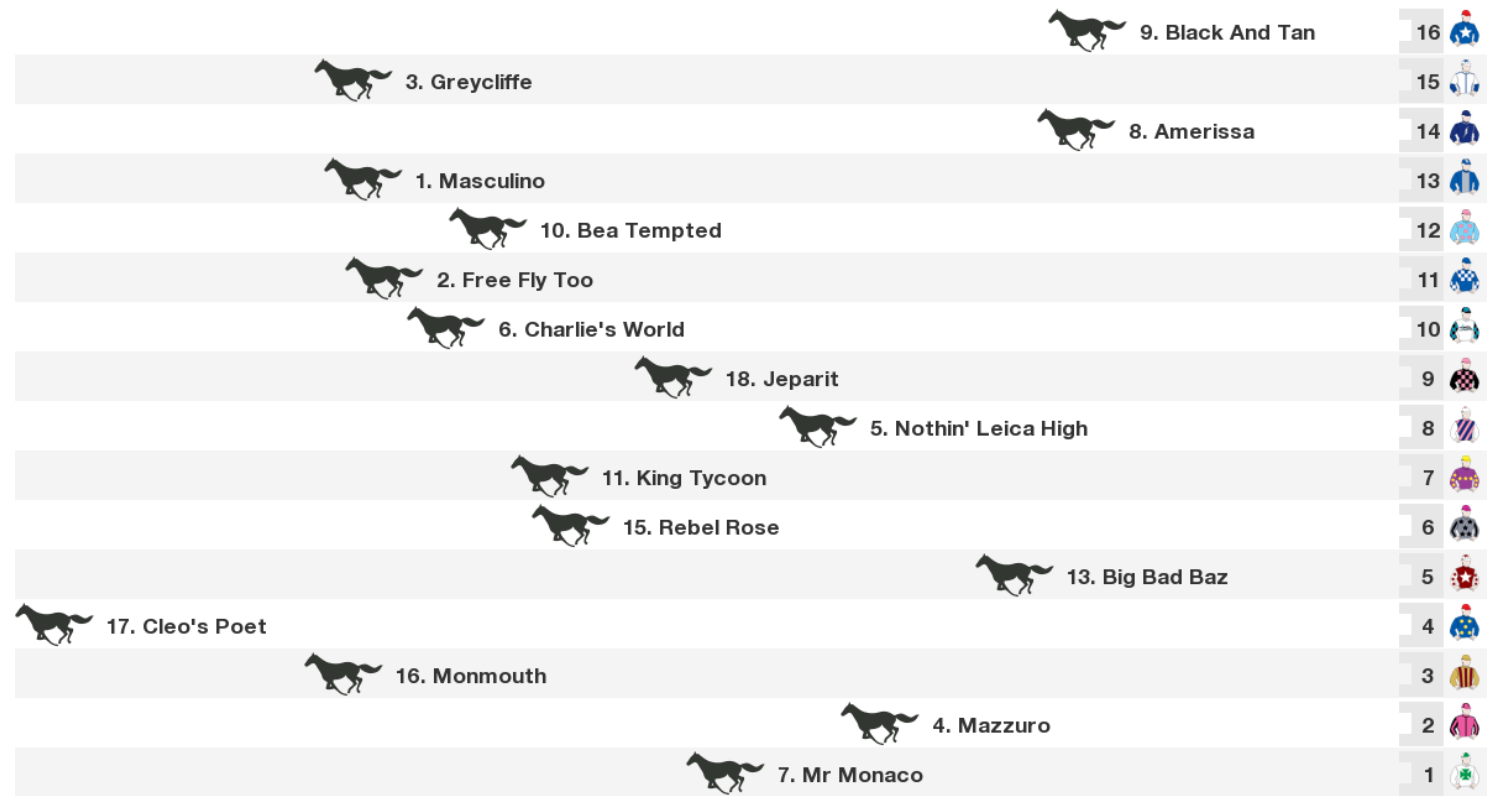 9. Black And Tan 16
3. Greycliffe 15
8. Amerissa 14
1. Masculino 13
10. Bea Tempted 12
2. Free Fly Too 11
6. Charlie's World 10
18. Jeparit 9
5. Nothin' Leica High 8
11. King Tycoon 7
15. Rebel Rose 6
13. Big Bad Baz 5
17. Cleo's Poet 4
16. Monmouth 3
4. Mazzuro 2
7. Mr Monaco 1